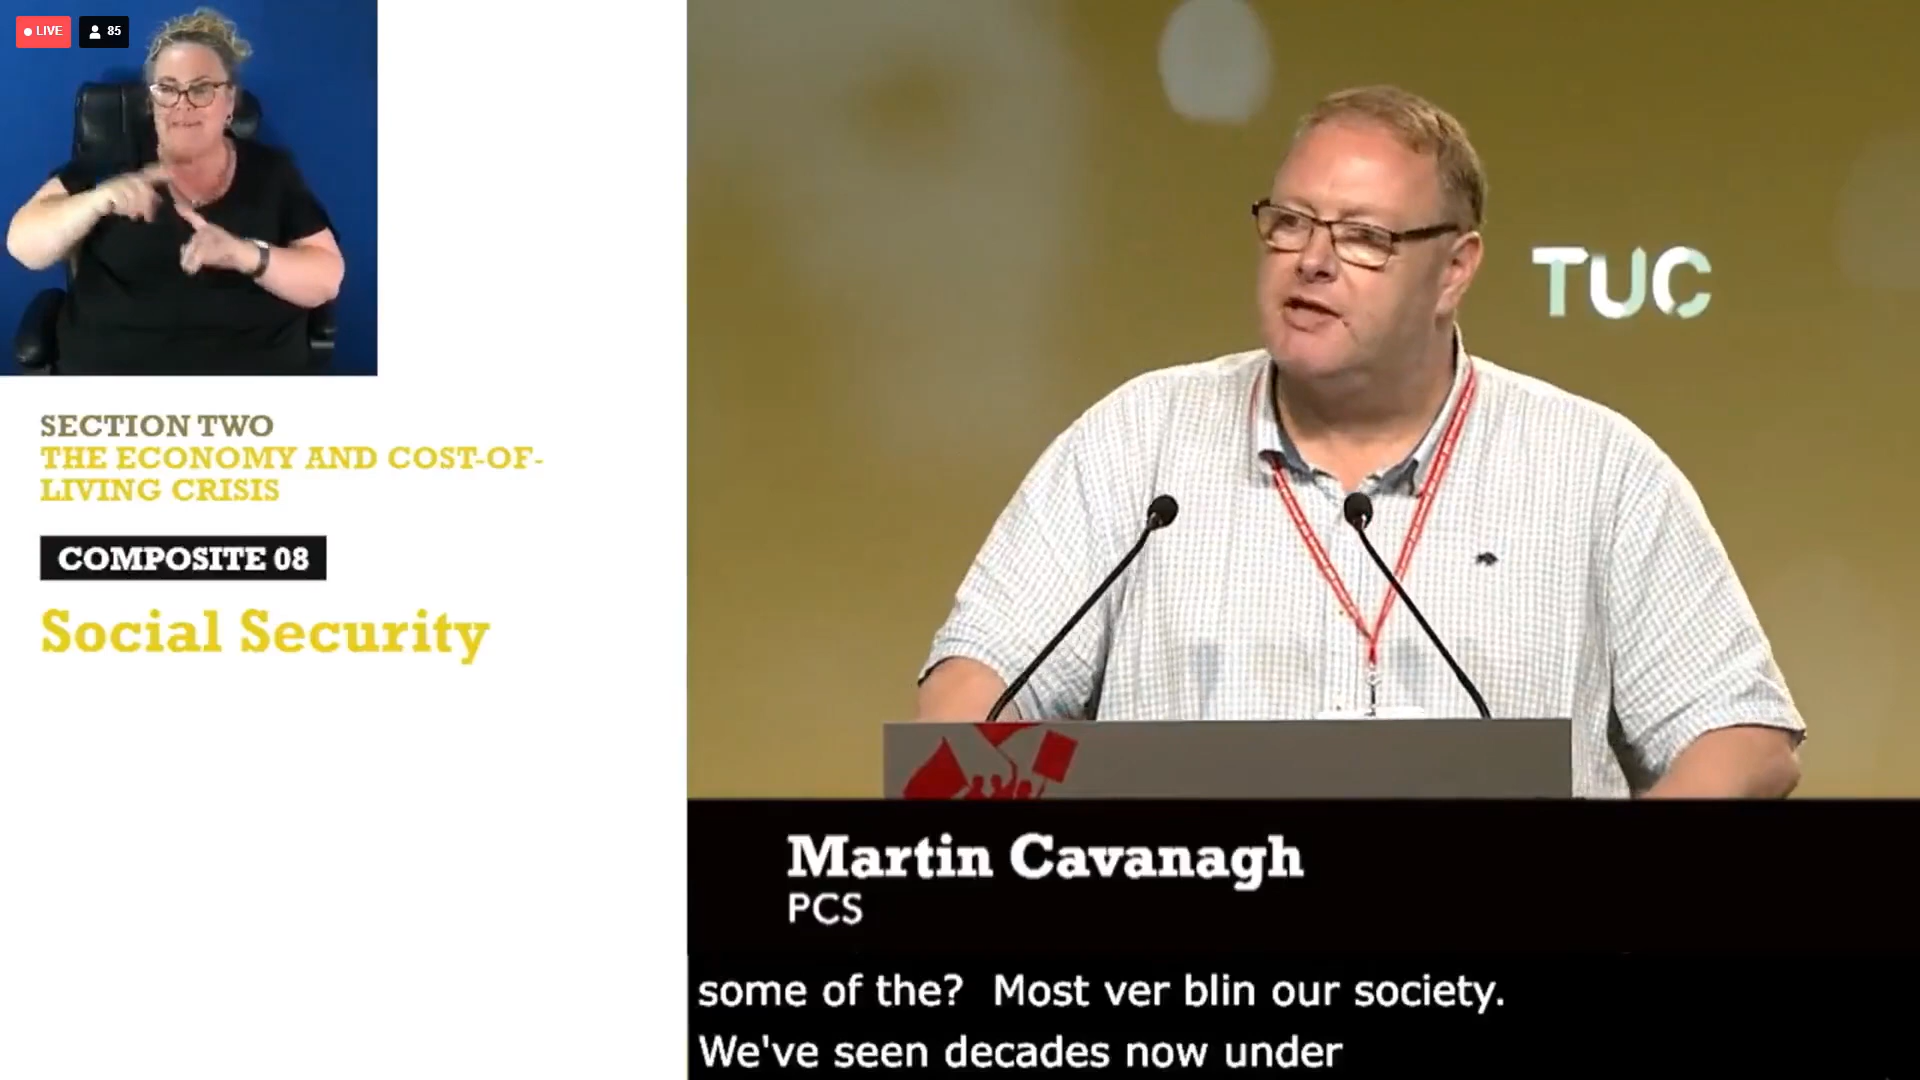 LIVE
85
SECTION TWO
THE ECONOMY AND COST-OF-
LIVING CRISIS
COMPOSITE 08
Social Security
TUC
Martin Cavanagh
PCS
some of the?  Most ver blin our society.
We've seen decades now under